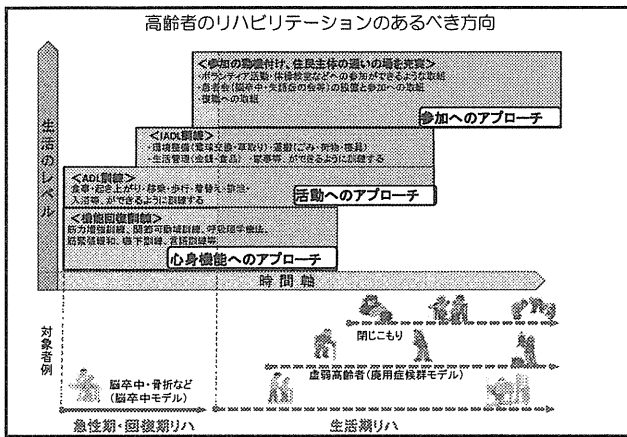 高齢者のリハビリテーションのあるべき方向
<参加の動機付け、住民主体の通いの場を充実>
・ボランティア活動・体操教室などへの参加ができるような取組
・患者会(脳卒中・失語症の会等)の設置と参加への取組
・復職への取組
参加へのアプローチ
<IADL訓練>
・環境整備(電球交換・草取り)・運搬(ごみ・荷物・寝具)
・生活管理(金銭・食品)・家事等、ができるように訓練する
活動へのアプローチ
<ADL訓練>
食事・起き上がり・移乗・歩行・着替え・排泄・
入浴等、ができるように訓練する
<機能回復訓練>
筋力増強訓練、関節可動域訓練、呼吸理学療法、
筋緊張緩和、嚥下訓練、言語訓練等
心身機能へのアプローチ
生活のレベル
時間軸
対象者例
閉じこもり
虚弱高齢者(廃用症候群モデル)
脳卒中・骨折など
(脳卒中モデル)
急性期・回復期リハ
生活期リハ